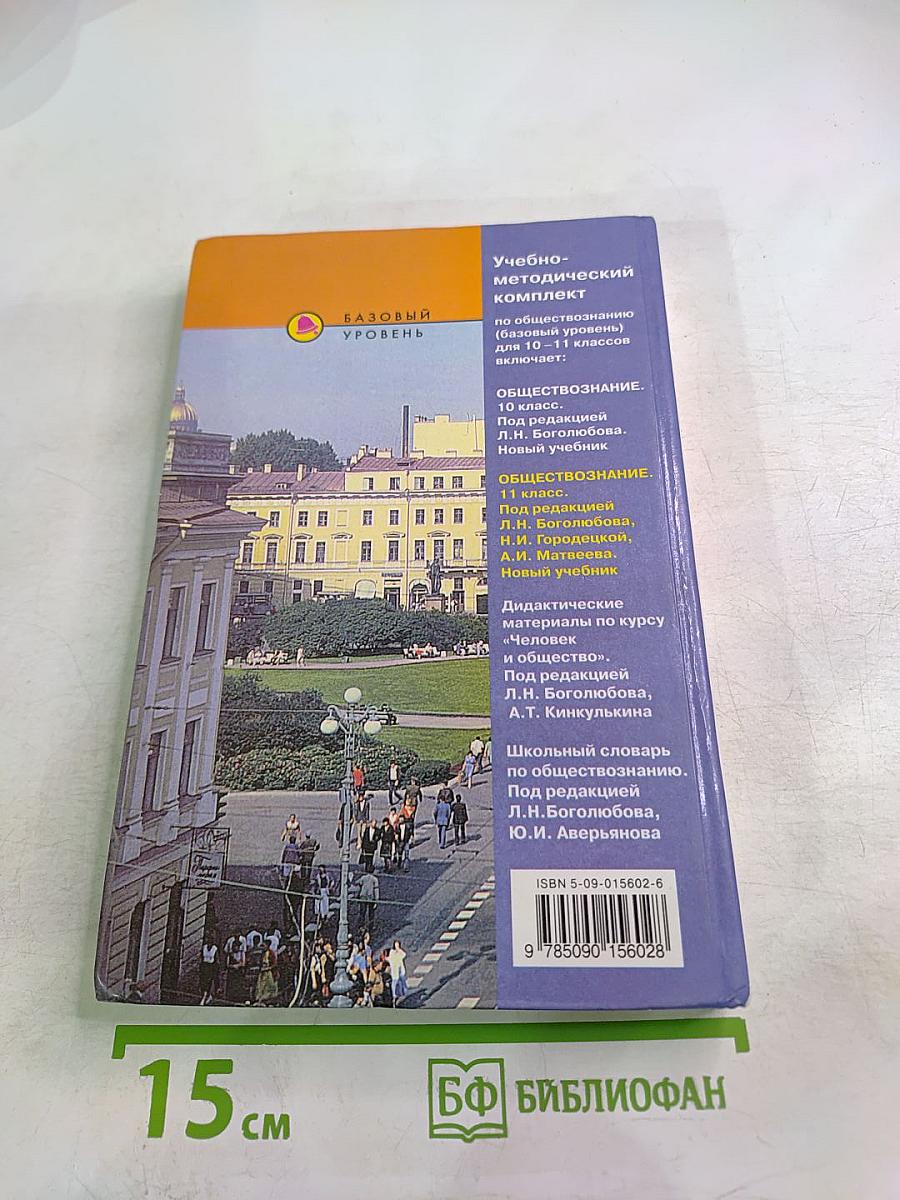 БАЗОВЫЙ
УРОВЕНЬ
Учебно-
методический
комплект
по обществознанию
(базовый уровень)
для 10–11 классов
включает:
ОБЩЕСТВОЗНАНИЕ.
10 класс.
Под редакцией
Л.Н. Боголюбова.
Новый учебник
ОБЩЕСТВОЗНАНИЕ.
11 класс.
Под редакцией
Л.Н. Боголюбова,
Н.И. Городецкой,
А.И. Матвеева.
Новый учебник
Дидактические
материалы по курсу
«Человек
и общество».
Под редакцией
Л.Н. Боголюбова,
А.Т. Кинкулькина
Школьный словарь
по обществознанию.
Под редакцией
Л.Н.Боголюбова,
Ю.И. Аверьянова
ISBN 5-09-015602-6
9 785090 156028
15 см
БФ БИБЛИОФАН